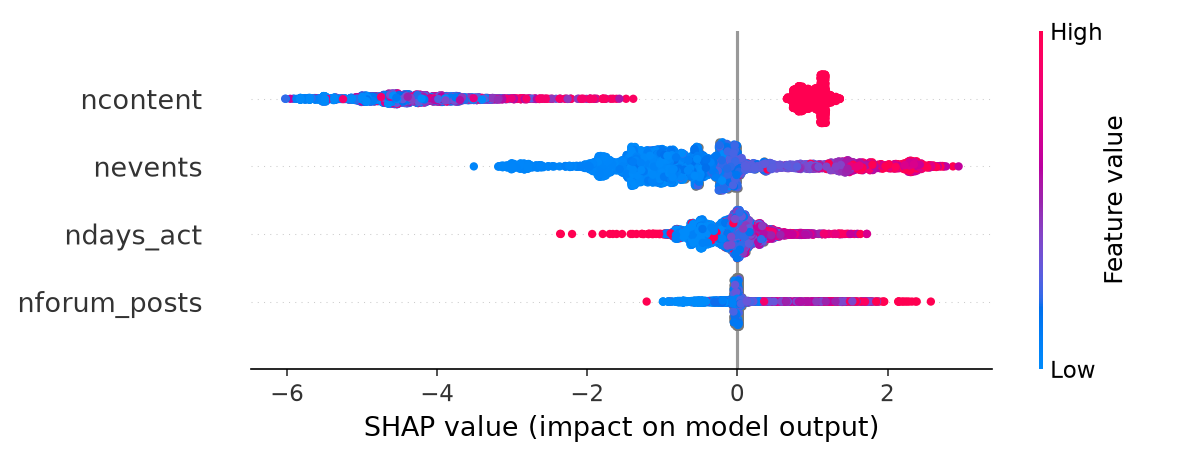 High
ncontent
nevents
ndays_act
nforum_posts
Feature value
Low
−6 −4 −2 0 2
SHAP value (impact on model output)